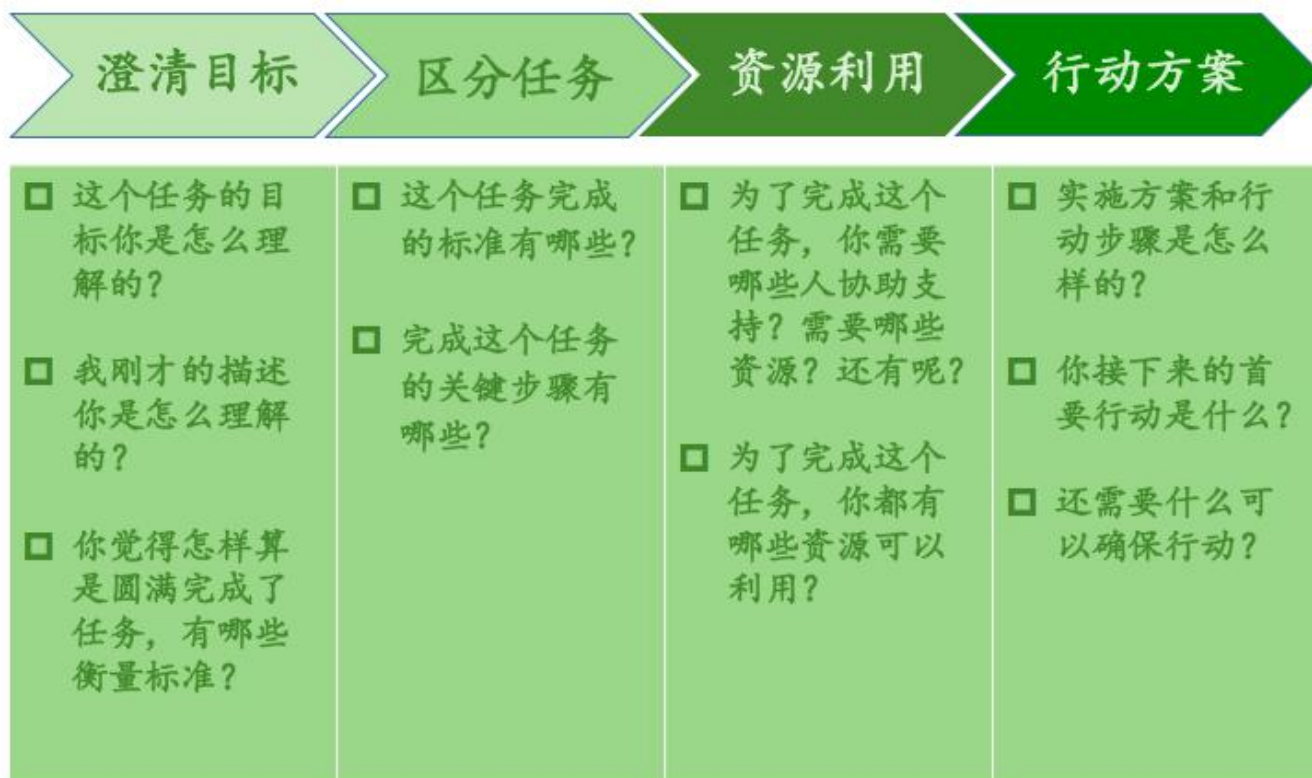 澄清目标
区分任务
资源利用
行动方案
这个任务的目
标你是怎么理
解的？
我刚才的描述
你是怎么理解
的？
你觉得怎样算
是圆满完成了
任务，有哪些
衡量标准？
这个任务完成
的标准有哪些？
完成这个任务
的关键步骤有
哪些？
为了完成这个
任务，你需要
哪些人协助支
持？需要哪些
资源？还有呢？
为了完成这个
任务，你都有
哪些资源可以
利用？
实施方案和行
动步骤是怎么
样的？
你接下来的首
要行动是什么？
还需要什么可
以确保行动？